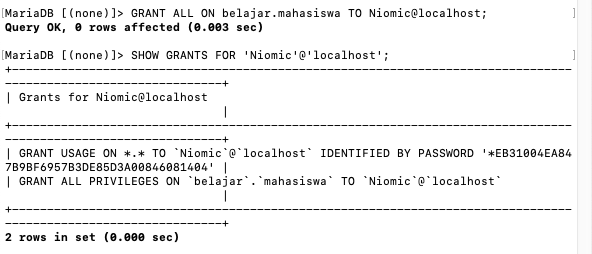 [MariaDB [(none)]> GRANT ALL ON belajar.mahasiswa TO Niomic@localhost; ]
Query OK, 0 rows affected (0.003 sec)
[MariaDB [(none)]> SHOW GRANTS FOR 'Niomic'@'localhost'; ]
+--------------------------------------------------------------------------------
-------------------------------+
| Grants for Niomic@localhost
|
+--------------------------------------------------------------------------------
-------------------------------+
| GRANT USAGE ON *.* TO `Niomic`@`localhost` IDENTIFIED BY PASSWORD '*EB31004EA84
7B9BF6957B3DE85D3A00846081404' |
| GRANT ALL PRIVILEGES ON `belajar`.`mahasiswa` TO `Niomic`@`localhost`
|
+--------------------------------------------------------------------------------
-------------------------------+
2 rows in set (0.000 sec)